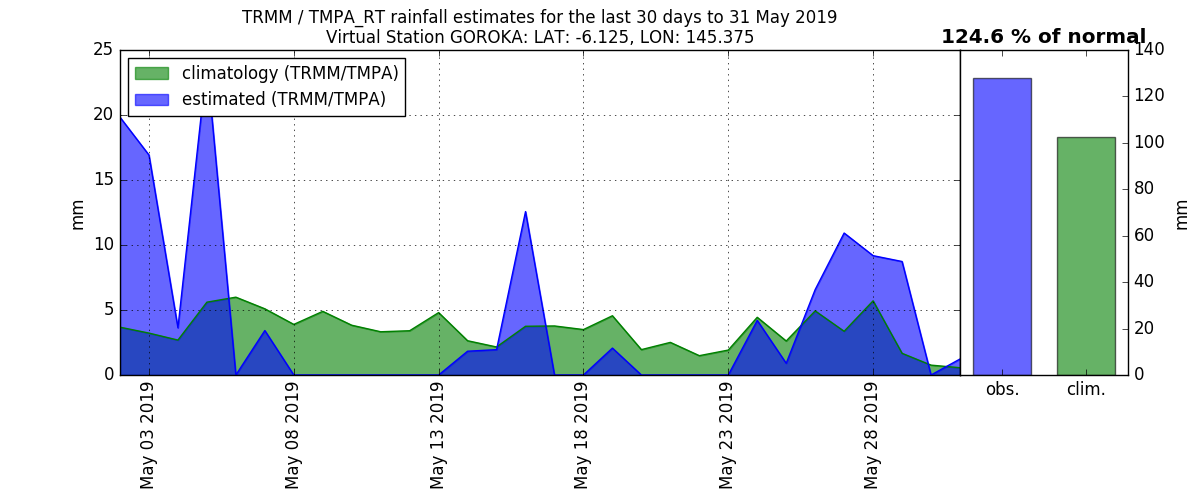 TRMM / TMPA_RT rainfall estimates for the last 30 days to 31 May 2019
Virtual Station GOROKA: LAT: -6.125, LON: 145.375
124.6 % of normal
climatology (TRMM/TMPA)
estimated (TRMM/TMPA)
25
20
15
10
5
0
mm
May 03 2019
May 08 2019
May 13 2019
May 18 2019
May 23 2019
May 28 2019
obs.
clim.
140
120
100
80
60
40
20
0
mm